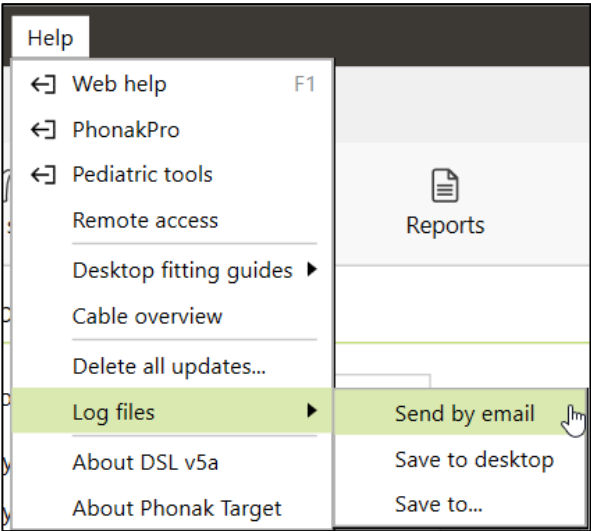 Help
Web help F1
PhonakPro
Pediatric tools
Remote access
Reports
Desktop fitting guides
Cable overview
Delete all updates...
Log files
Send by email
About DSL v5a
Save to desktop
About Phonak Target
Save to...